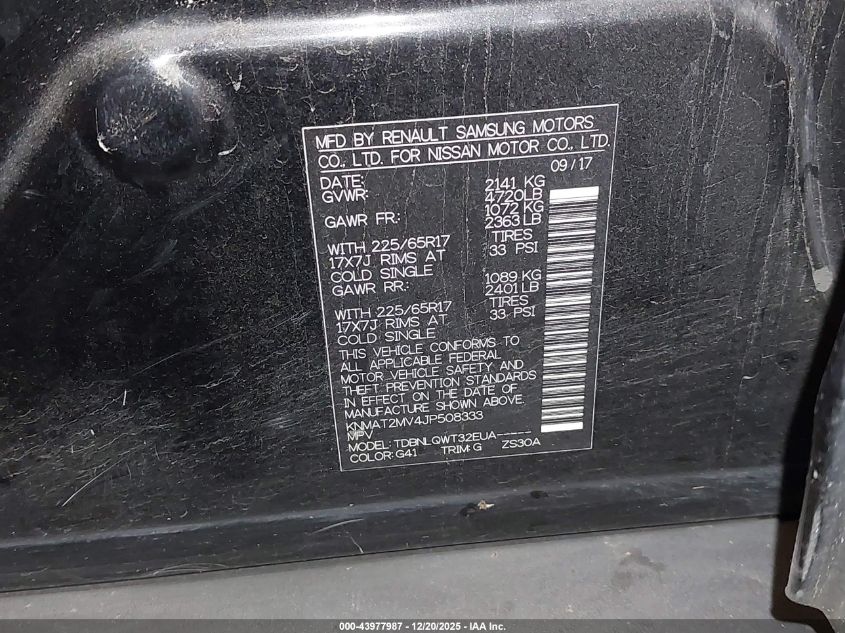 MFD BY RENAULT SAMSUNG MOTORS
CO., LTD. FOR NISSAN MOTOR CO., LTD.
DATE: 09/17
GVWR: 2141 KG
4720LB
GAWR FR: 1072 KG
2363LB
WITH 225/65R17 TIRES
17X7J RIMS AT 33 PSI
COLD SINGLE
GAWR RR: 1089 KG
2401LB
WITH 225/65R17 TIRES
17X7J RIMS AT 33 PSI
COLD SINGLE
THIS VEHICLE CONFORMS TO
ALL APPLICABLE FEDERAL
MOTOR VEHICLE SAFETY AND
THEFT PREVENTION STANDARDS
IN EFFECT ON THE DATE OF
MANUFACTURE SHOWN ABOVE.
KNMAT2MV4JP508333
MPV
MODEL: TDBNLQWT32EUA-----
COLOR: G41 TRIM: G ZS30A
000-43977987 - 12/20/2025 - IAA Inc.